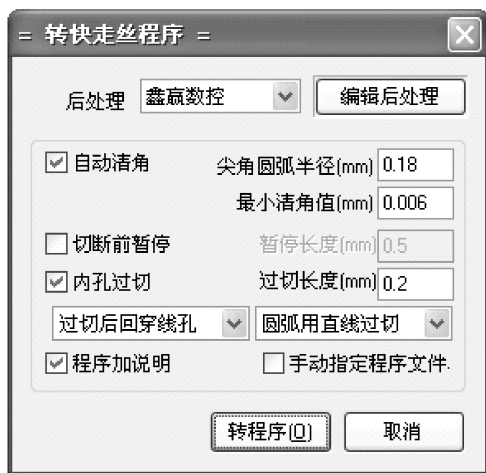 = 转快走丝程序 =
后处理 鑫赢数控 编辑后处理
自动清角 尖角圆弧半径(mm) 0.18
最小清角值(mm) 0.006
切断前暂停 暂停长度(mm) 0.5
内孔过切 过切长度(mm) 0.2
过切后回穿线孔 圆弧用直线过切
程序加说明 手动指定程序文件.
转程序(O) 取消